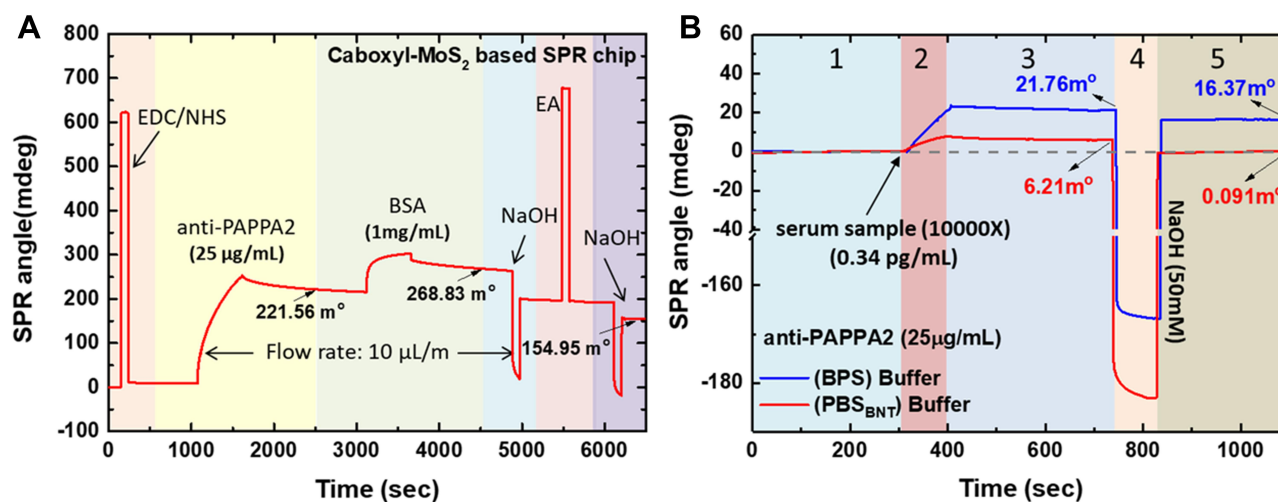 A
SPR angle(mdeg)
800
700
600
500
400
300
200
100
0
-100
Caboxyl-MoS2 based SPR chip
EDC/NHS
EA
anti-PAPPA2
(25 µg/mL)
BSA
(1mg/mL)
NaOH
NaOH
221.56 m°
268.83 m°
154.95 m°
Flow rate: 10 µL/m
0 1000 2000 3000 4000 5000 6000
Time (sec)
B
SPR angle (mdeg)
60
40
20
0
-20
40
-160
-180
1 2 3 4 5
21.76m°
16.37m°
6.21m°
0.091m°
serum sample (10000X)
(0.34 pg/mL)
NaOH (50mM)
anti-PAPPA2 (25µg/mL)
(BPS) Buffer
(PBSBNT) Buffer
0 200 400 600 800 1000
Time (sec)